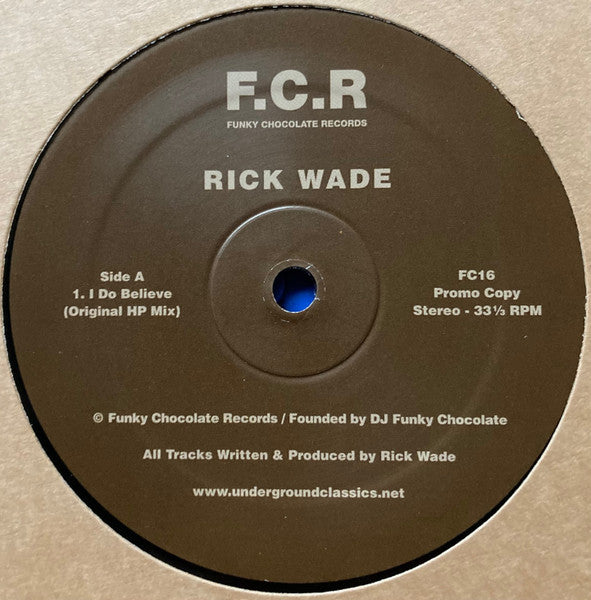 F.C.R
FUNKY CHOCOLATE RECORDS
RICK WADE
Side A
1. I Do Believe
(Original HP Mix)
FC16
Promo Copy
Stereo - 33⅓ RPM
© Funky Chocolate Records / Founded by DJ Funky Chocolate
All Tracks Written & Produced by Rick Wade
www.undergroundclassics.net